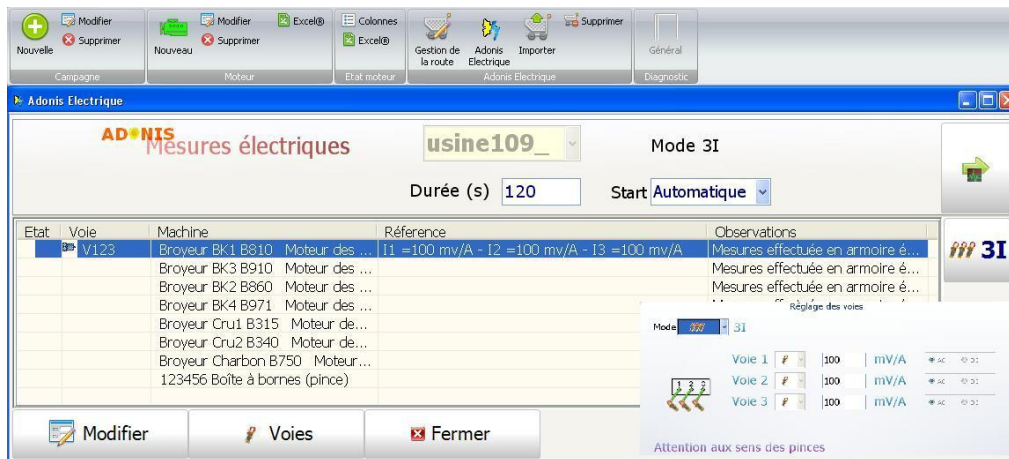 Nouvelle
Modifier
Supprimer
Campagne
Nouveau
Modifier
Supprimer
Excel®
Moteur
Colonnes
Excel®
Etat moteur
Gestion de la route
Adonis Electrique
Importer
Supprimer
Adonis Electrique
Général
Diagnostic
Adonis Electrique
ADONIS
Mesures électriques
usine109_
Mode 3I
Durée (s) 120
Start Automatique
Etat Voie Machine Réference Observations
V123 Broyeur BK1 B810 Moteur des ... I1 =100 mv/A - I2 =100 mv/A - I3 =100 mv/A Mesures effectuée en armoire é...
Broyeur BK3 B910 Moteur des ... Mesures effectuée en armoire é...
Broyeur BK2 B860 Moteur des ... Mesures effectuée en armoire é...
Broyeur BK4 B971 Moteur des ...
Broyeur Cru1 B315 Moteur de...
Broyeur Cru2 B340 Moteur de...
Broyeur Charbon B750 Moteur...
123456 Boîte à bornes (pince)
3I
Réglage des voies
Mode 3I
1 2 3
Voie 1 100 mV/A AC
Voie 2 100 mV/A AC
Voie 3 100 mV/A AC
Attention aux sens des pinces
Modifier
Voies
Fermer